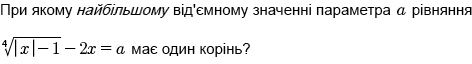 При якому найбільшому від'ємному значенні параметра a рівняння
∜(|x|−1) − 2x = a має один корінь?